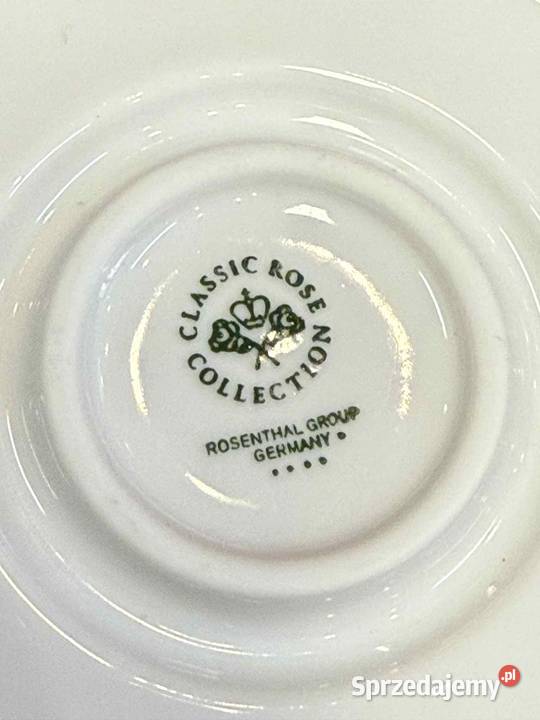 CLASSIC ROSE
COLLECTION
ROSENTHAL GROUP
GERMANY
Sprzedajemy.pl